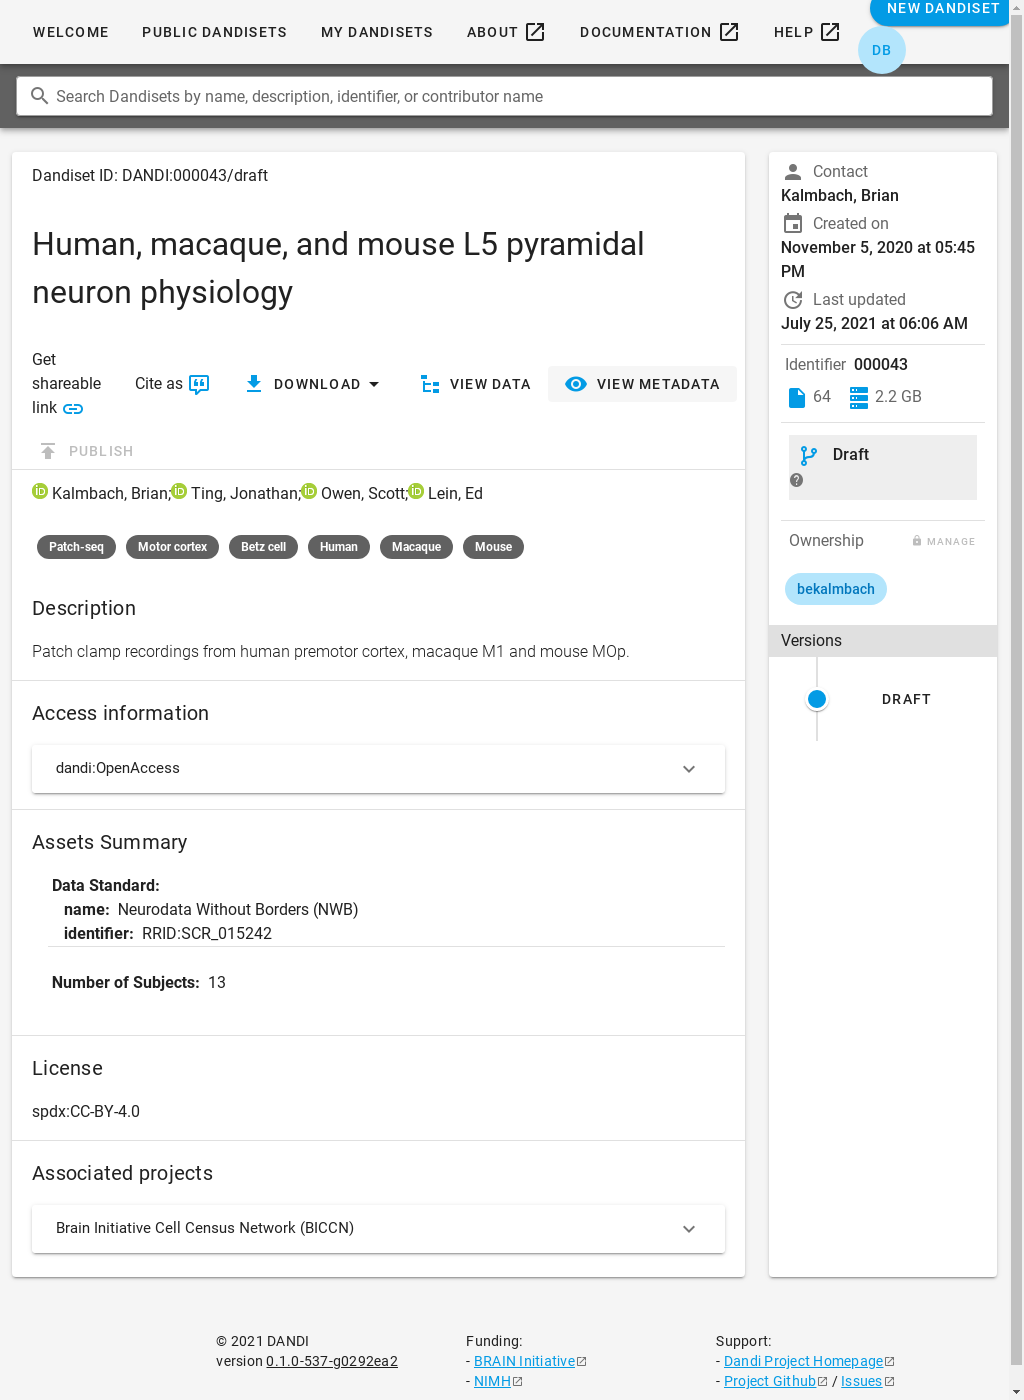 WELCOME PUBLIC DANDISETS MY DANDISETS ABOUT DOCUMENTATION HELP NEW DANDISET
DB
Search Dandisets by name, description, identifier, or contributor name
Dandiset ID: DANDI:000043/draft
Human, macaque, and mouse L5 pyramidal
neuron physiology
Get
shareable
link
Cite as
DOWNLOAD
VIEW DATA
VIEW METADATA
PUBLISH
Kalmbach, Brian; Ting, Jonathan; Owen, Scott; Lein, Ed
Patch-seq Motor cortex Betz cell Human Macaque Mouse
Description
Patch clamp recordings from human premotor cortex, macaque M1 and mouse MOp.
Access information
dandi:OpenAccess
Assets Summary
Data Standard:
name: Neurodata Without Borders (NWB)
identifier: RRID:SCR_015242
Number of Subjects: 13
License
spdx:CC-BY-4.0
Associated projects
Brain Initiative Cell Census Network (BICCN)
Contact
Kalmbach, Brian
Created on
November 5, 2020 at 05:45
PM
Last updated
July 25, 2021 at 06:06 AM
Identifier 000043
64 2.2 GB
Draft
Ownership MANAGE
bekalmbach
Versions
DRAFT
© 2021 DANDI
version 0.1.0-537-g0292ea2
Funding:
- BRAIN Initiative
- NIMH
Support:
- Dandi Project Homepage
- Project Github / Issues